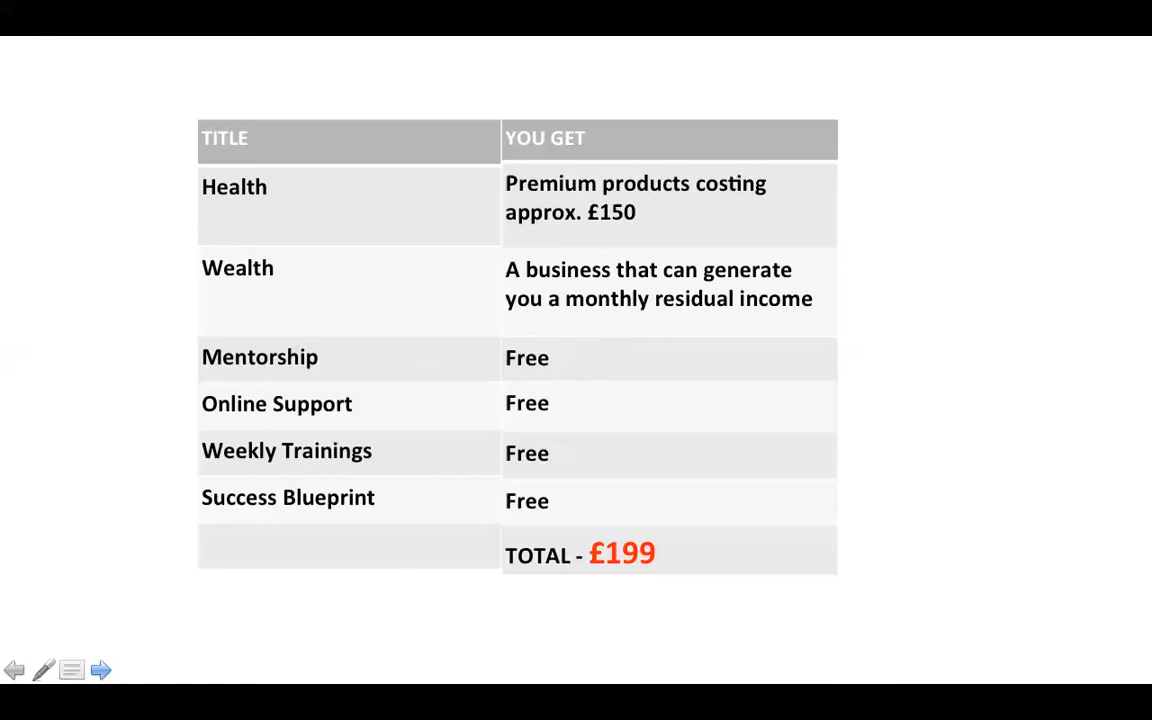 TITLE
YOU GET
Health
Premium products costing
approx. £150
Wealth
A business that can generate
you a monthly residual income
Mentorship
Free
Online Support
Free
Weekly Trainings
Free
Success Blueprint
Free
TOTAL - £199